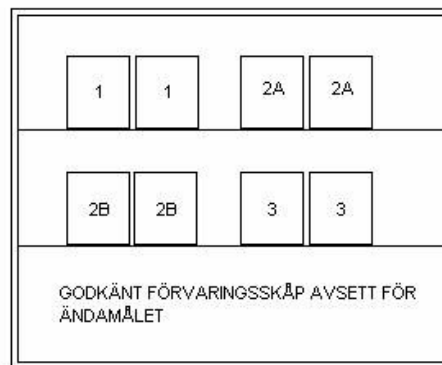 1 1 2A 2A
2B 2B 3 3
GODKÄNT FÖRVARINGSSKÅP AVSETT FÖR
ÄNDAMÅLET